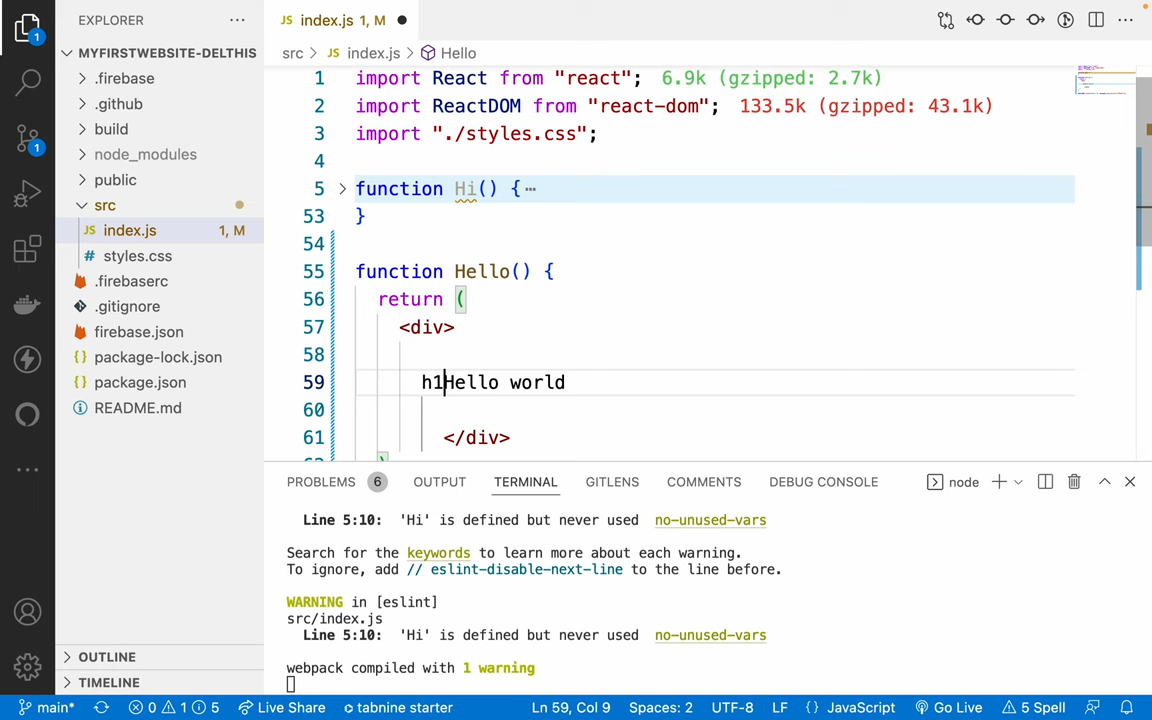 EXPLORER
MYFIRSTWEBSITE-DELTHIS
.firebase
.github
build
node_modules
public
src
JS index.js 1, M
# styles.css
.firebaserc
.gitignore
firebase.json
{} package-lock.json
{} package.json
README.md
OUTLINE
TIMELINE
1
1
JS index.js 1, M
src > JS index.js > Hello
1 import React from "react"; 6.9k (gzipped: 2.7k)
2 import ReactDOM from "react-dom"; 133.5k (gzipped: 43.1k)
3 import "./styles.css";
4
5 function Hi() {
53 }
54
55 function Hello() {
56 return (
57 <div>
58
59 h1Hello world
60
61 </div>
PROBLEMS 6 OUTPUT TERMINAL GITLENS COMMENTS DEBUG CONSOLE node
Line 5:10: 'Hi' is defined but never used no-unused-vars
Search for the keywords to learn more about each warning.
To ignore, add // eslint-disable-next-line to the line before.
WARNING in [eslint]
src/index.js
Line 5:10: 'Hi' is defined but never used no-unused-vars
webpack compiled with 1 warning
main* 0 1 5 Live Share tabnine starter Ln 59, Col 9 Spaces: 2 UTF-8 LF {} JavaScript Go Live 5 Spell